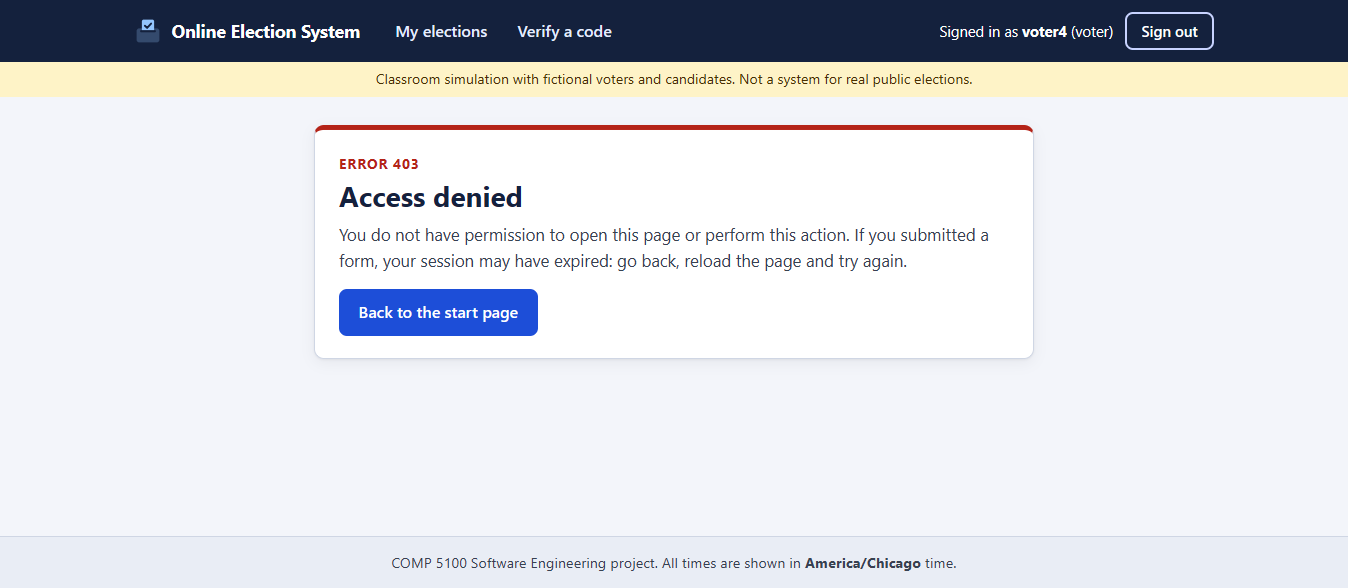 Online Election System My elections Verify a code Signed in as voter4 (voter) Sign out
Classroom simulation with fictional voters and candidates. Not a system for real public elections.
ERROR 403
Access denied
You do not have permission to open this page or perform this action. If you submitted a
form, your session may have expired: go back, reload the page and try again.
Back to the start page
COMP 5100 Software Engineering project. All times are shown in America/Chicago time.